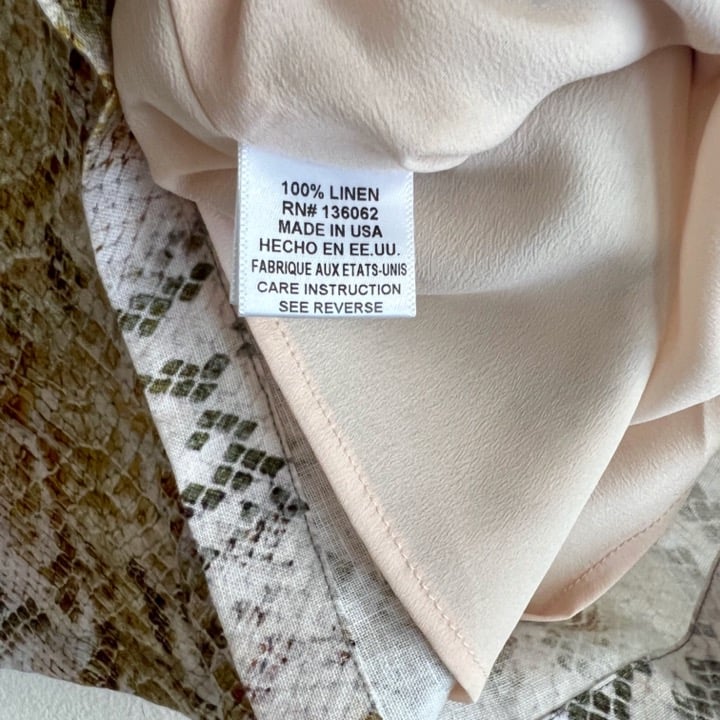 100% LINEN
RN# 136062
MADE IN USA
HECHO EN EE.UU.
FABRIQUE AUX ETATS-UNIS
CARE INSTRUCTION
SEE REVERSE